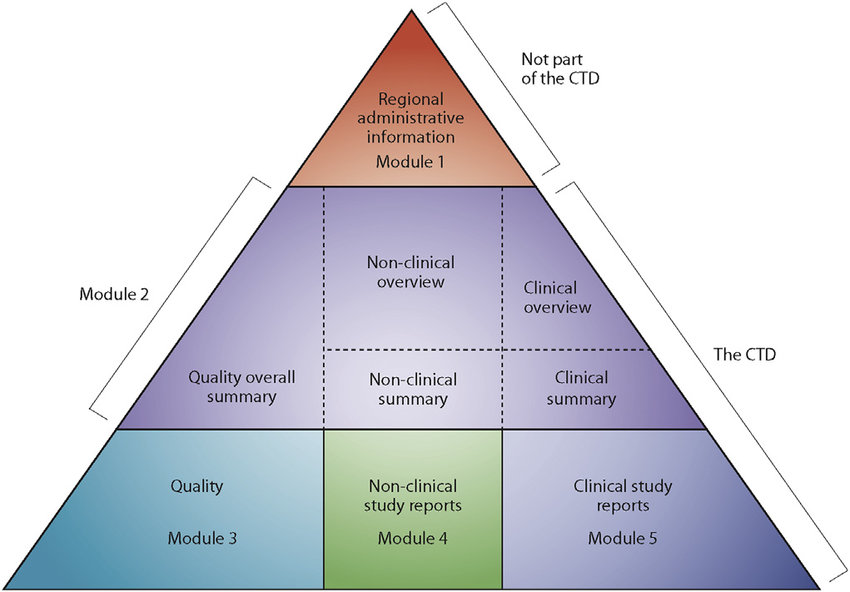 Not part
of the CTD
Regional
administrative
information
Module 1
Non-clinical
overview
Clinical
overview
Module 2
The CTD
Quality overall
summary
Non-clinical
summary
Clinical
summary
Quality
Module 3
Non-clinical
study reports
Module 4
Clinical study
reports
Module 5